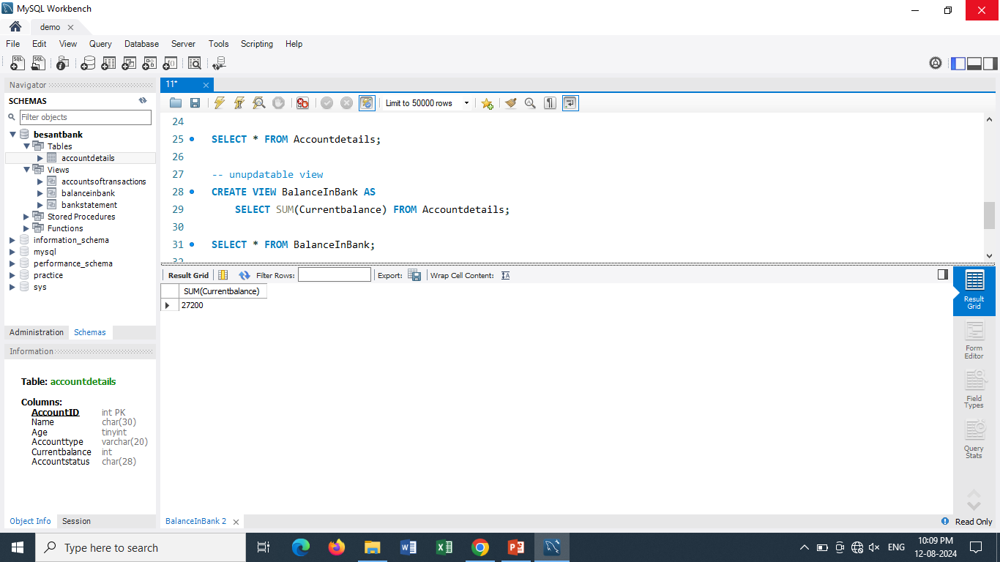 MySQL Workbench
demo
File Edit View Query Database Server Tools Scripting Help
Navigator
SCHEMAS
Filter objects
besantbank
Tables
accountdetails
Views
accountsoftransactions
balanceinbank
bankstatement
Stored Procedures
Functions
information_schema
mysql
performance_schema
practice
sys
Administration Schemas
Information
Table: accountdetails
Columns:
AccountID int PK
Name char(30)
Age tinyint
Accounttype varchar(20)
Currentbalance int
Accountstatus char(28)
Object Info Session
11*
Limit to 50000 rows
24
25 SELECT * FROM Accountdetails;
26
27 -- unupdatable view
28 CREATE VIEW BalanceInBank AS
29 SELECT SUM(Currentbalance) FROM Accountdetails;
30
31 SELECT * FROM BalanceInBank;
32
Result Grid Filter Rows: Export: Wrap Cell Content:
SUM(Currentbalance)
27200
Result
Grid
Form
Editor
Field
Types
Query
Stats
BalanceInBank 2
Read Only
Type here to search
ENG
10:09 PM
12-08-2024